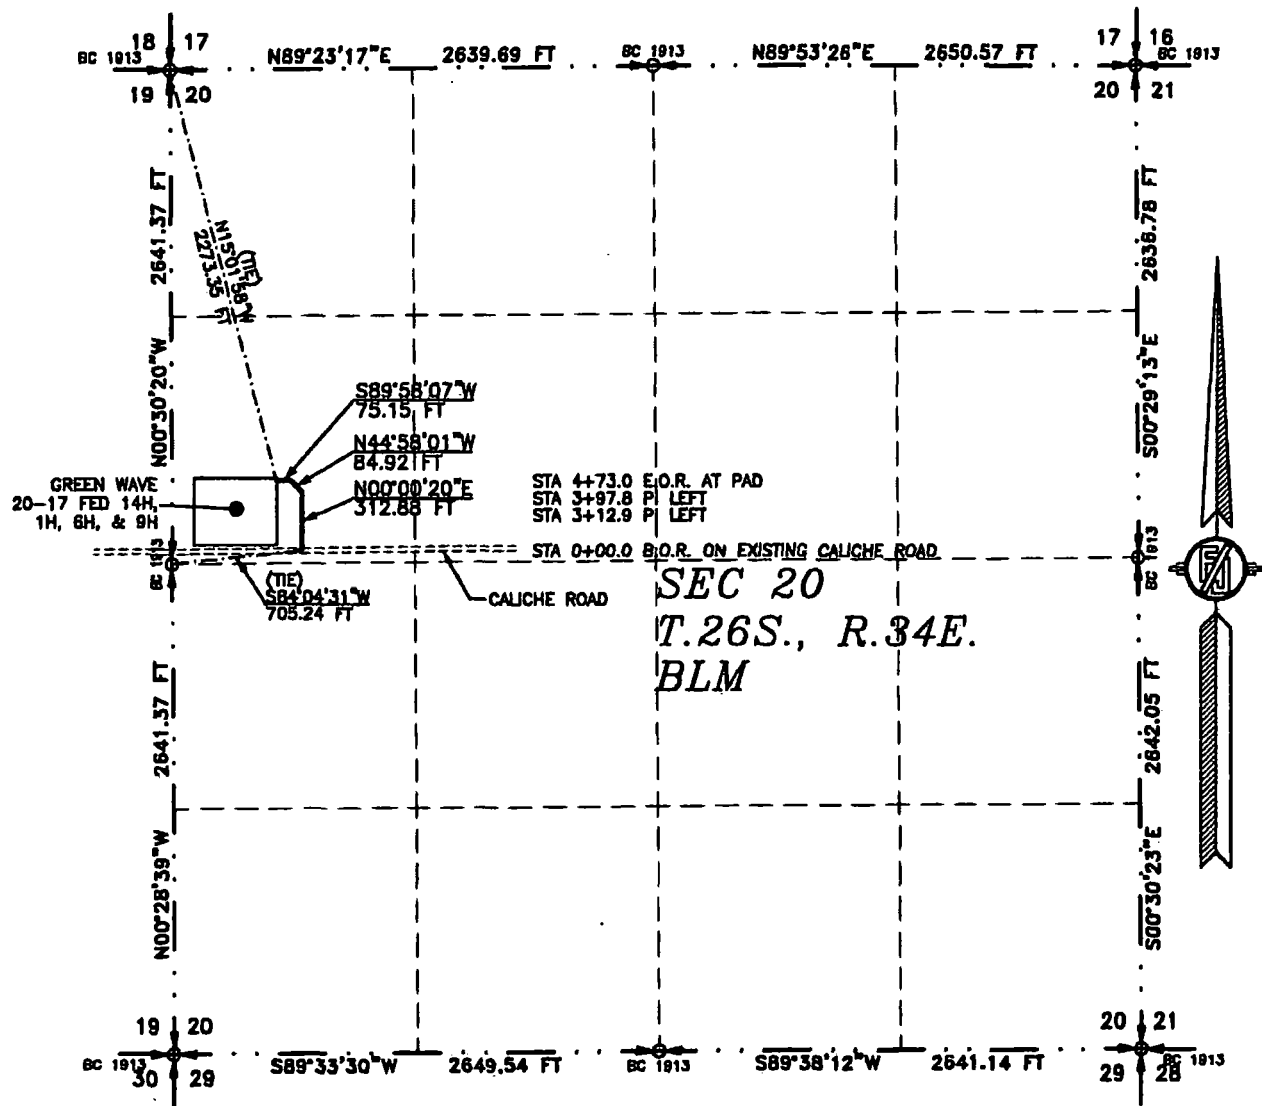 18 17
BC 1913
19 20
N89°23'17"E 2639.69 FT
BC 1913
N89°53'26"E 2650.57 FT
17 16
BC 1913
20 21
2641.37 FT
N00°30'20"W
(TIE)
N15°01'58"W
2273.35 FT
2636.78 FT
S00°29'13"E
S89°58'07"W
75.15 FT
N44°58'01"W
84.92 FT
N00°00'20"E
312.88 FT
GREEN WAVE
20-17 FED 14H,
1H, 6H, & 9H
STA 4+73.0 E.O.R. AT PAD
STA 3+97.8 PI LEFT
STA 3+12.9 PI LEFT
STA 0+00.0 B.O.R. ON EXISTING CALICHE ROAD
BC 1913
BC 1913
(TIE)
S84°04'31"W
705.24 FT
CALICHE ROAD
SEC 20
T.26S., R.34E.
BLM
2641.37 FT
N00°28'39"W
2642.05 FT
S00°30'23"E
19 20
BC 1913
30 29
S89°33'30"W 2649.54 FT
BC 1913
S89°38'12"W 2641.14 FT
20 21
BC 1913
29 28